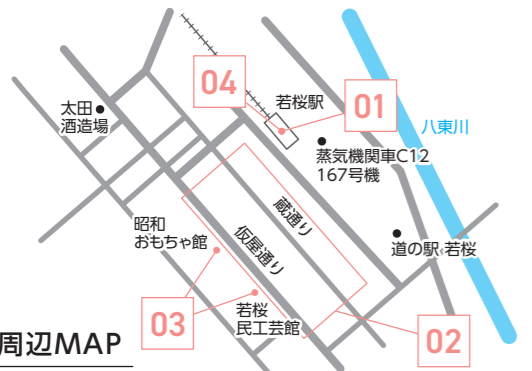 04
01
若桜駅
太田
酒造場
八東川
蒸気機関車C12
167号機
蔵通り
昭和
おもちゃ館
仮屋通り
道の駅 若桜
若桜
民工芸館
03
02
周辺MAP